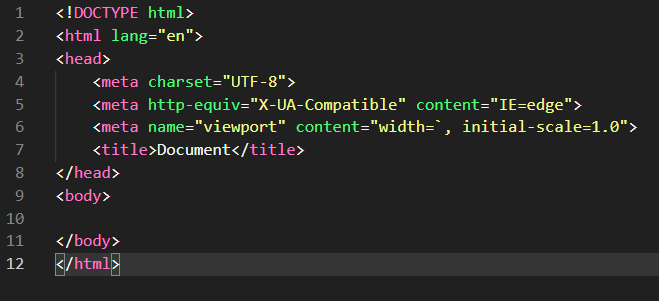 1 <!DOCTYPE html>
2 <html lang="en">
3 <head>
4     <meta charset="UTF-8">
5     <meta http-equiv="X-UA-Compatible" content="IE=edge">
6     <meta name="viewport" content="width=`, initial-scale=1.0">
7     <title>Document</title>
8 </head>
9 <body>
10
11 </body>
12 </html>